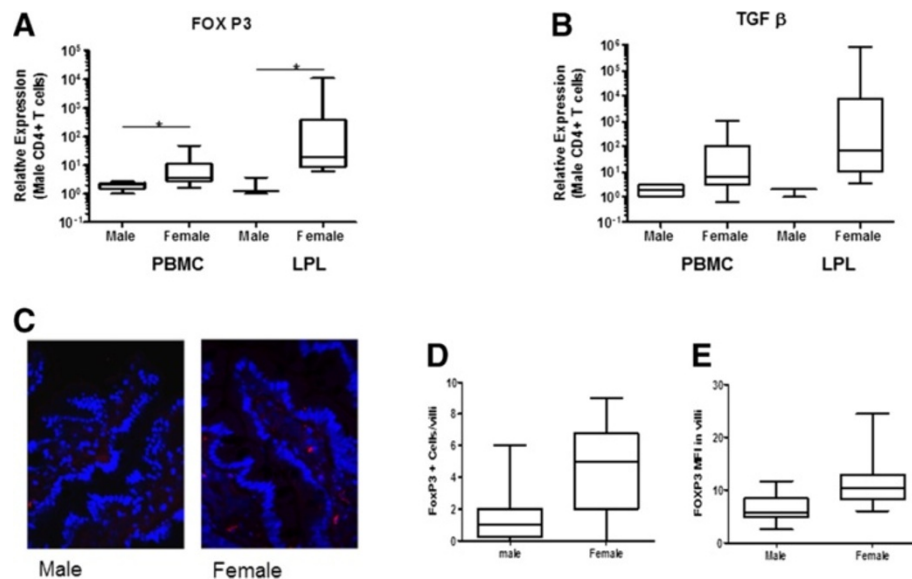 A
FOX P3
Relative Expression
(Male CD4+ T cells)
10^5
10^4
10^3
10^2
10^1
10^0
10^-1
*
*
Male Female Male Female
PBMC LPL
B
TGF β
Relative Expression
(Male CD4+ T cells)
10^6
10^5
10^4
10^3
10^2
10^1
10^0
10^-1
Male Female Male Female
PBMC LPL
C
Male Female
D
FoxP3 + Cells/villi
10
8
6
4
2
0
male Female
E
FOXP3 MFI in villi
30
20
10
0
Male Female